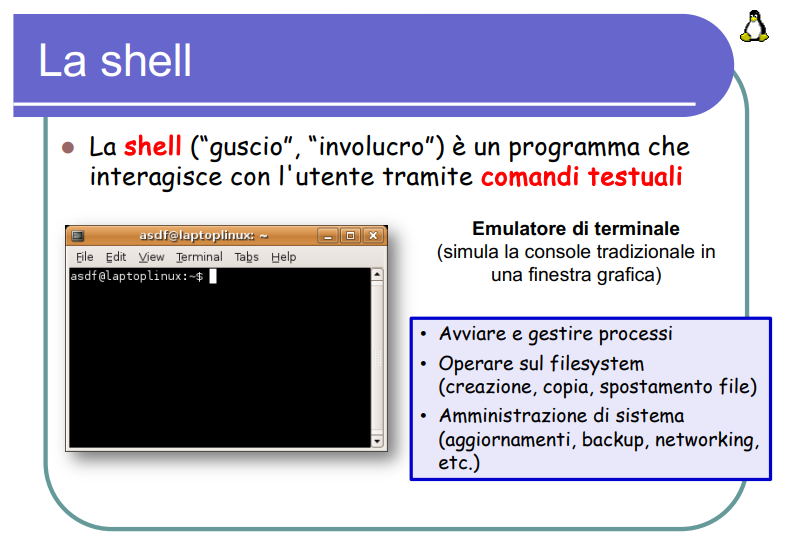 La shell
● La shell (“guscio”, “involucro”) è un programma che
interagisce con l'utente tramite comandi testuali
asdf@laptoplinux: ~
File Edit View Terminal Tabs Help
asdf@laptoplinux:~$
Emulatore di terminale
(simula la console tradizionale in
una finestra grafica)
• Avviare e gestire processi
• Operare sul filesystem
(creazione, copia, spostamento file)
• Amministrazione di sistema
(aggiornamenti, backup, networking,
etc.)